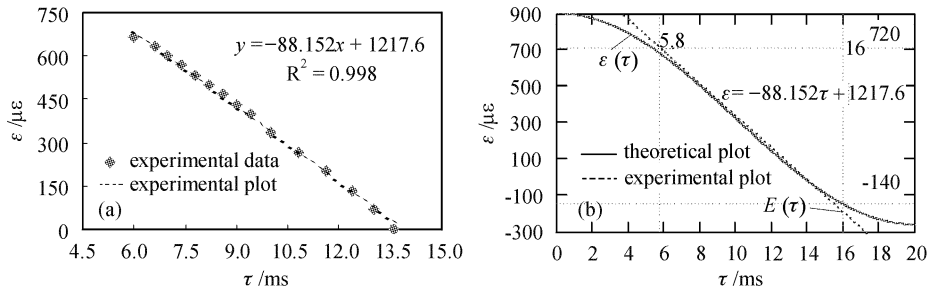 750
600
450
300
150
0
ε /με
y = −88.152x + 1217.6
R² = 0.998
experimental data
experimental plot
(a)
4.5 6.0 7.5 9.0 10.5 12.0 13.5 15.0
τ /ms
900
700
500
300
100
-100
-300
ε /με
5.8
16
720
ε (τ)
ε = −88.152τ + 1217.6
theoretical plot
experimental plot
-140
E (τ)
(b)
0 2 4 6 8 10 12 14 16 18 20
τ /ms